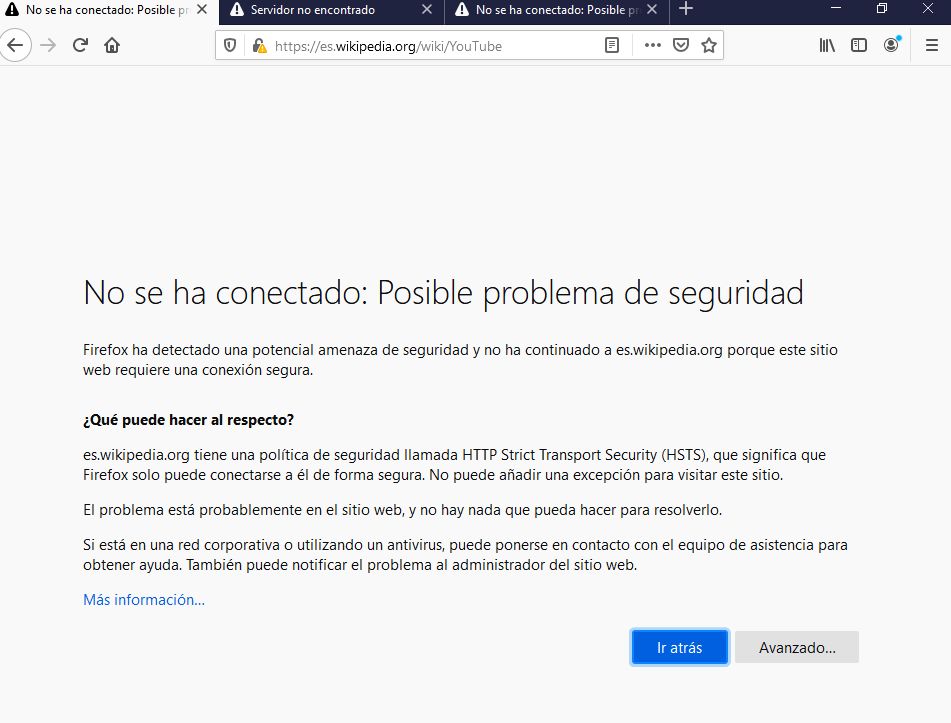 No se ha conectado: Posible pr
Servidor no encontrado
No se ha conectado: Posible pr
https://es.wikipedia.org/wiki/YouTube
No se ha conectado: Posible problema de seguridad
Firefox ha detectado una potencial amenaza de seguridad y no ha continuado a es.wikipedia.org porque este sitio
web requiere una conexión segura.
¿Qué puede hacer al respecto?
es.wikipedia.org tiene una política de seguridad llamada HTTP Strict Transport Security (HSTS), que significa que
Firefox solo puede conectarse a él de forma segura. No puede añadir una excepción para visitar este sitio.
El problema está probablemente en el sitio web, y no hay nada que pueda hacer para resolverlo.
Si está en una red corporativa o utilizando un antivirus, puede ponerse en contacto con el equipo de asistencia para
obtener ayuda. También puede notificar el problema al administrador del sitio web.
Más información...
Ir atrás
Avanzado...